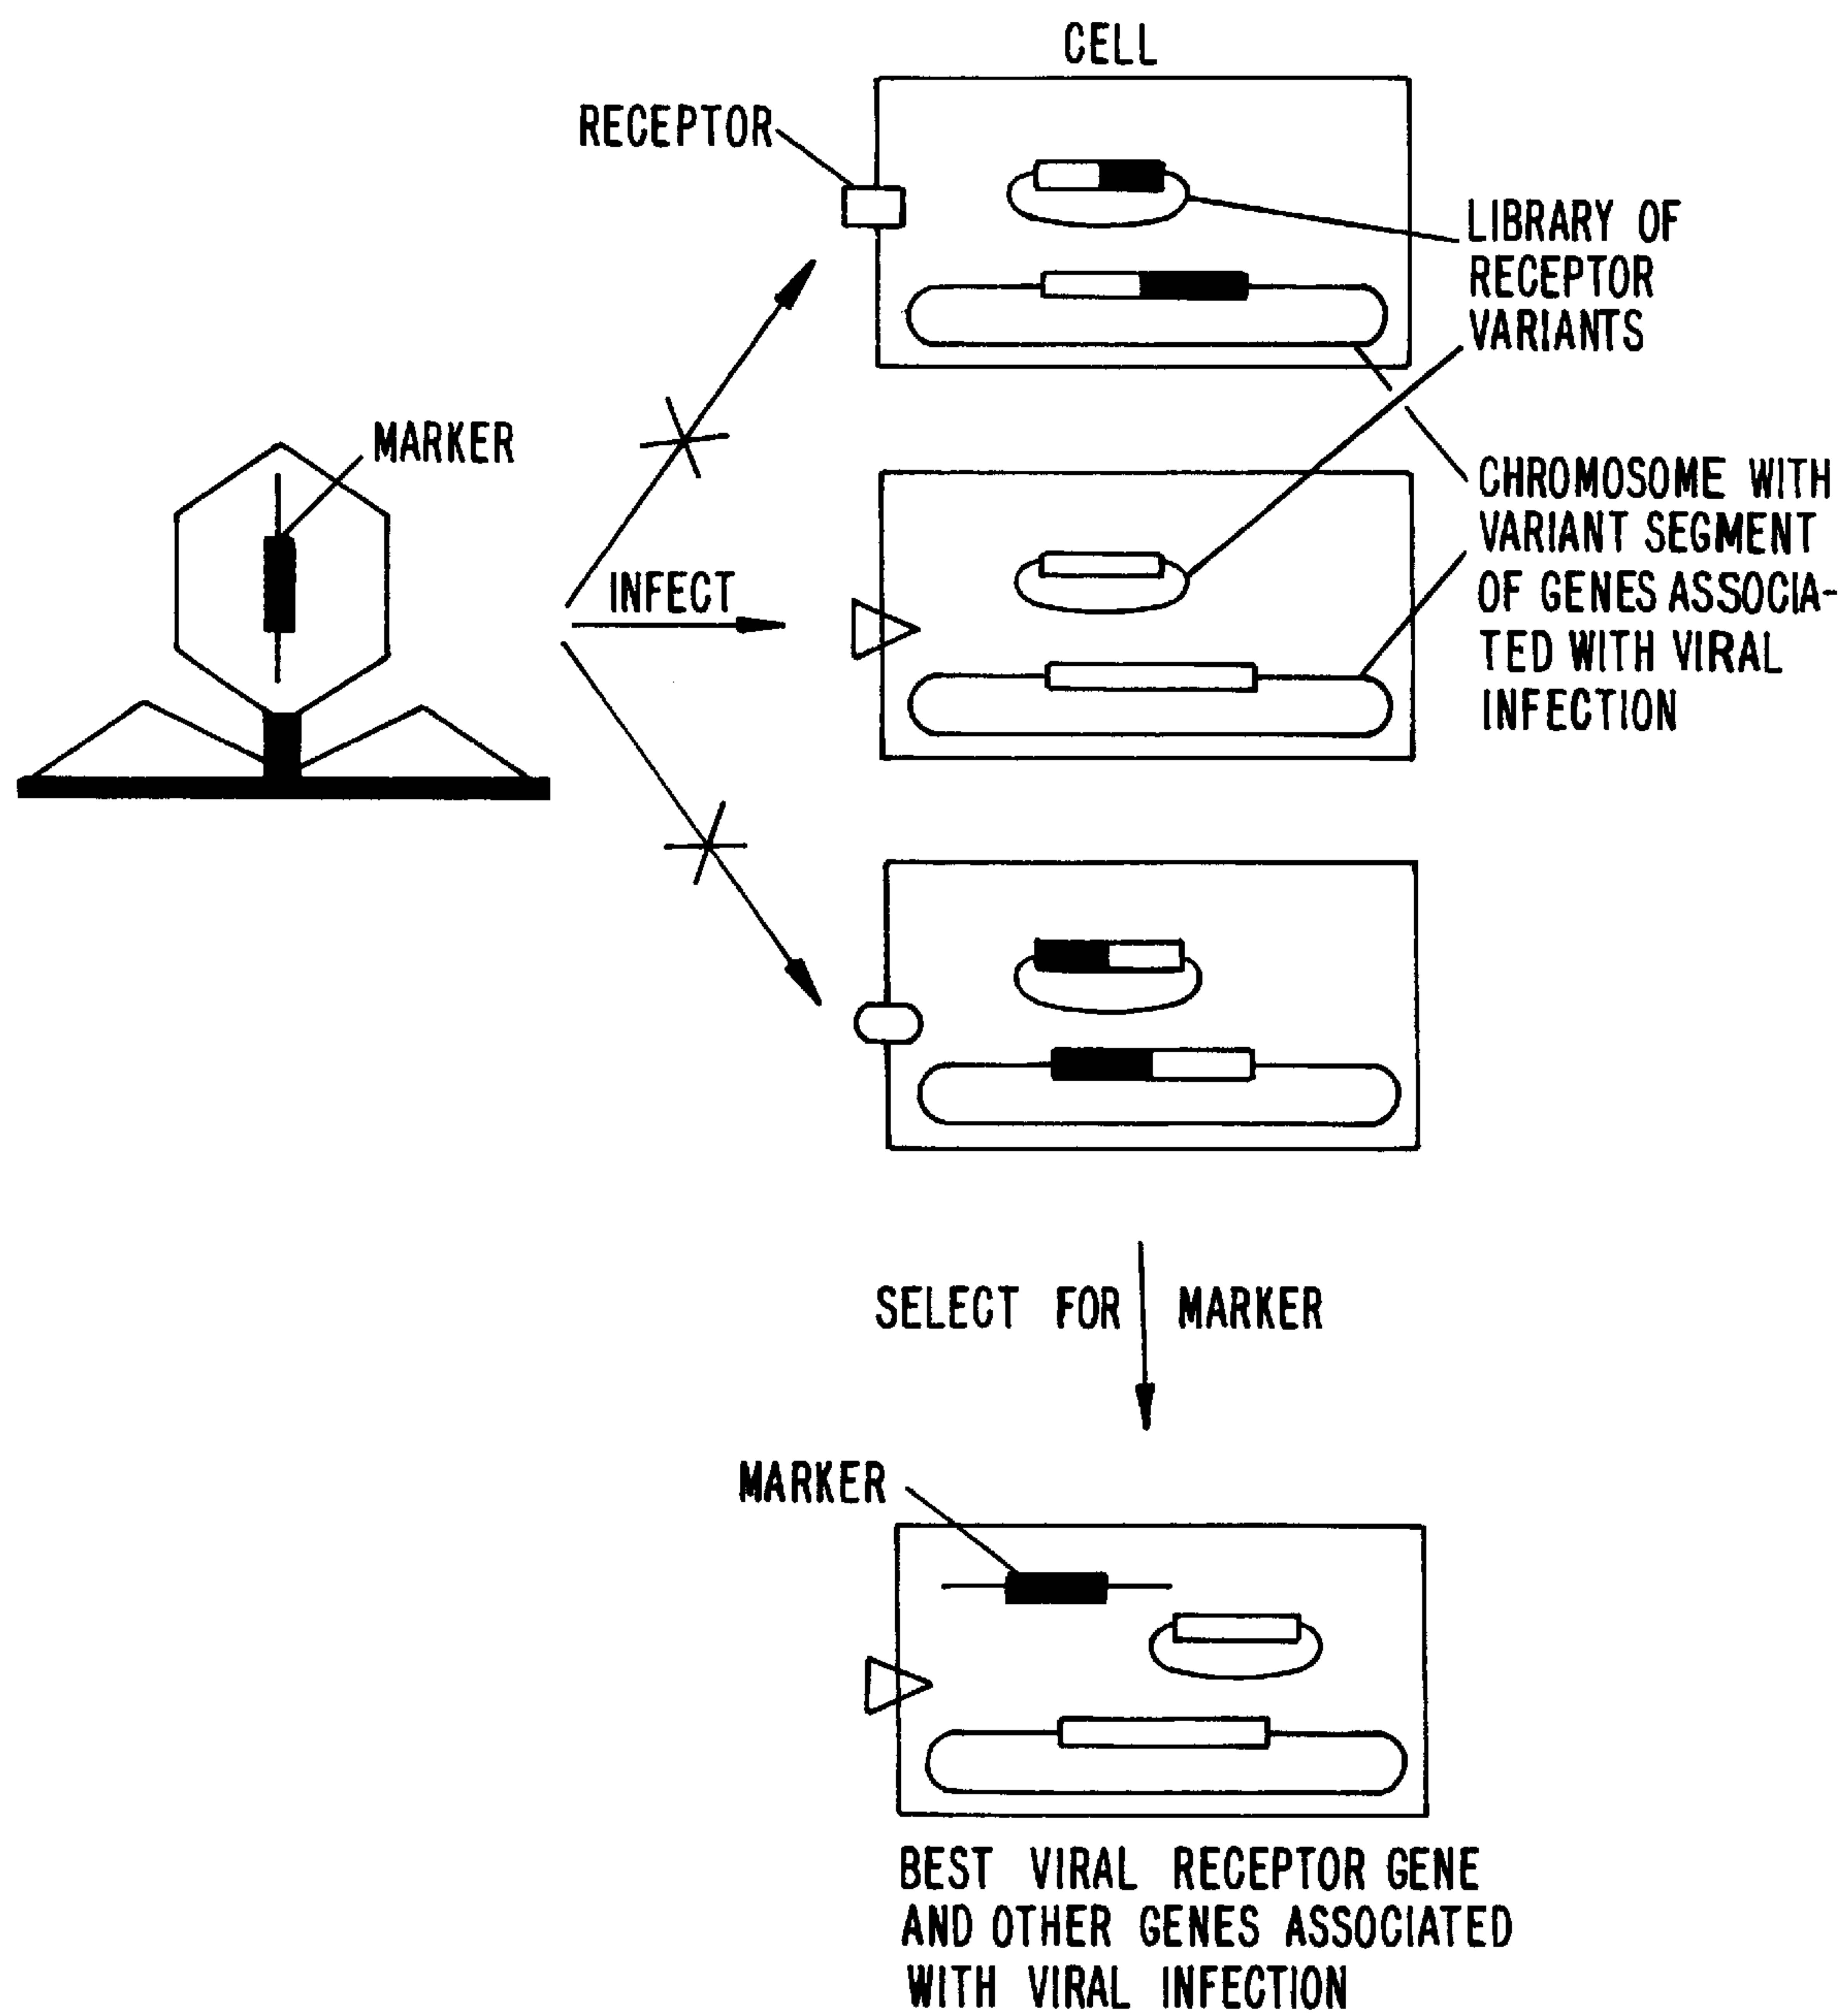 CELL
RECEPTOR
LIBRARY OF
RECEPTOR
VARIANTS
MARKER
CHROMOSOME WITH
VARIANT SEGMENT
OF GENES ASSOCIA-
TED WITH VIRAL
INFECTION
INFECT
SELECT FOR MARKER
MARKER
BEST VIRAL RECEPTOR GENE
AND OTHER GENES ASSOCIATED
WITH VIRAL INFECTION